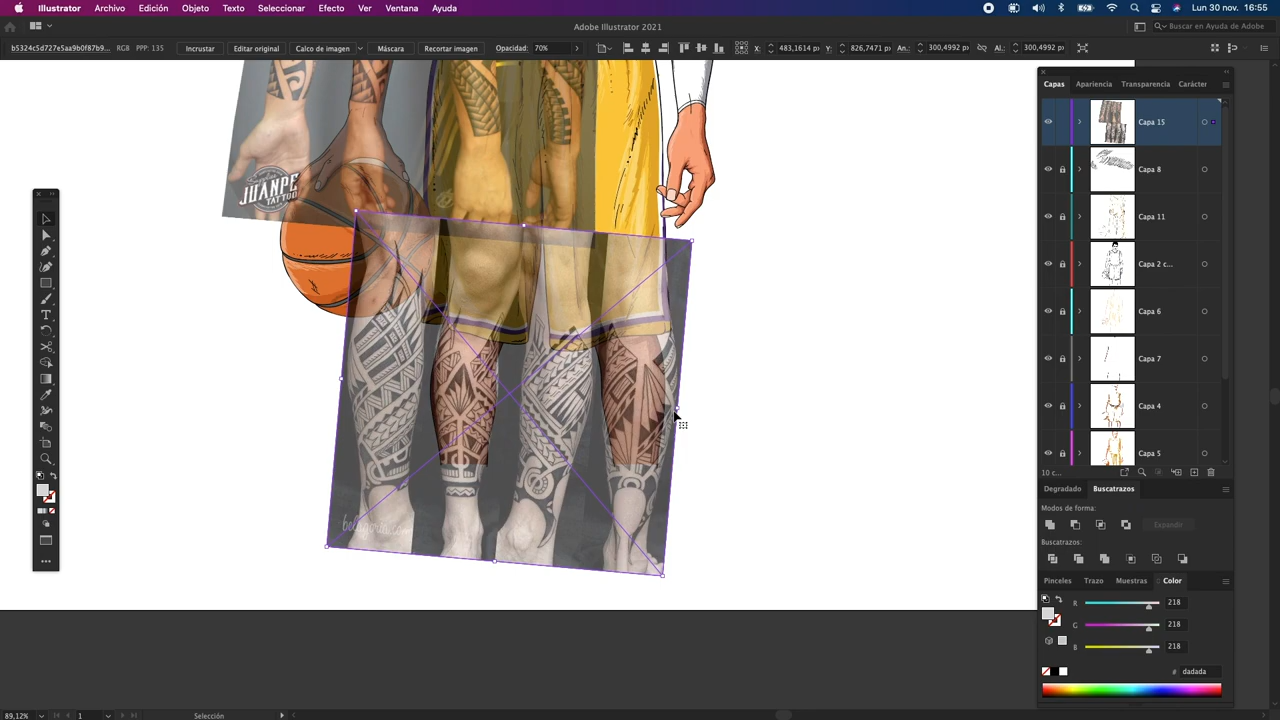 Illustrator Archivo Edición Objeto Texto Seleccionar Efecto Ver Ventana Ayuda Lun 30 nov. 16:55
Adobe Illustrator 2021 Buscar en Ayuda de Adobe
b5324c5d727e5aa9b0f87b9... RGB PPC: 135 Incrustar Editar original Calco de imagen Máscara Recortar imagen Opacidad: 70% X: 483,1614 p Y: 826,7471 p An.: 300,4992 p Al.: 300,4992 p
Capas Apariencia Transparencia Carácter
Capa 15
Capa 8
Capa 11
Capa 2 c...
Capa 6
Capa 7
Capa 4
Capa 5
10 c...
JUANPE
TATTOO
Degradado Buscatrazos
Modos de forma:
Expandir
Buscatrazos:
Pinceles Trazo Muestras Color
R 218
G 218
B 218
# dadada
89,12% 1 Selección